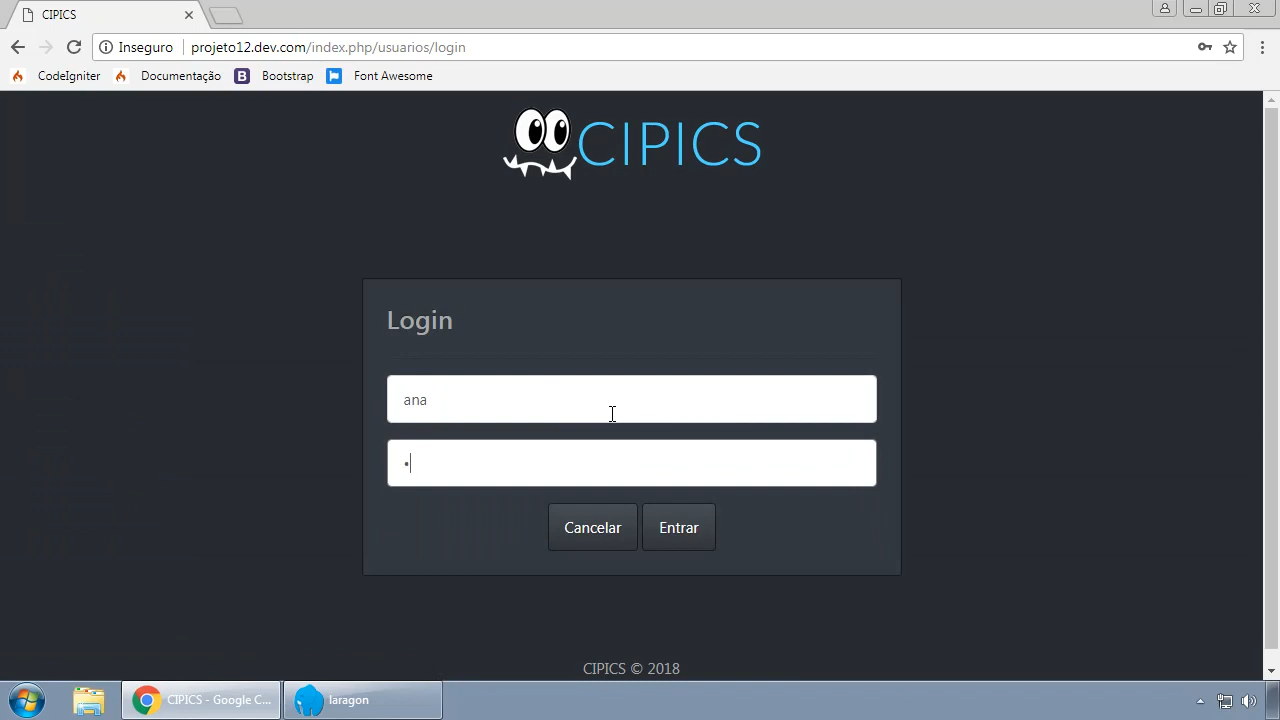 CIPICS
Inseguro projeto12.dev.com/index.php/usuarios/login
CodeIgniter Documentação B Bootstrap Font Awesome
CIPICS
Login
ana
•
Cancelar Entrar
CIPICS © 2018
CIPICS - Google C... laragon